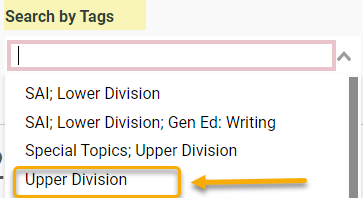 Search by Tags
SAI; Lower Division
SAI; Lower Division; Gen Ed: Writing
Special Topics; Upper Division
Upper Division